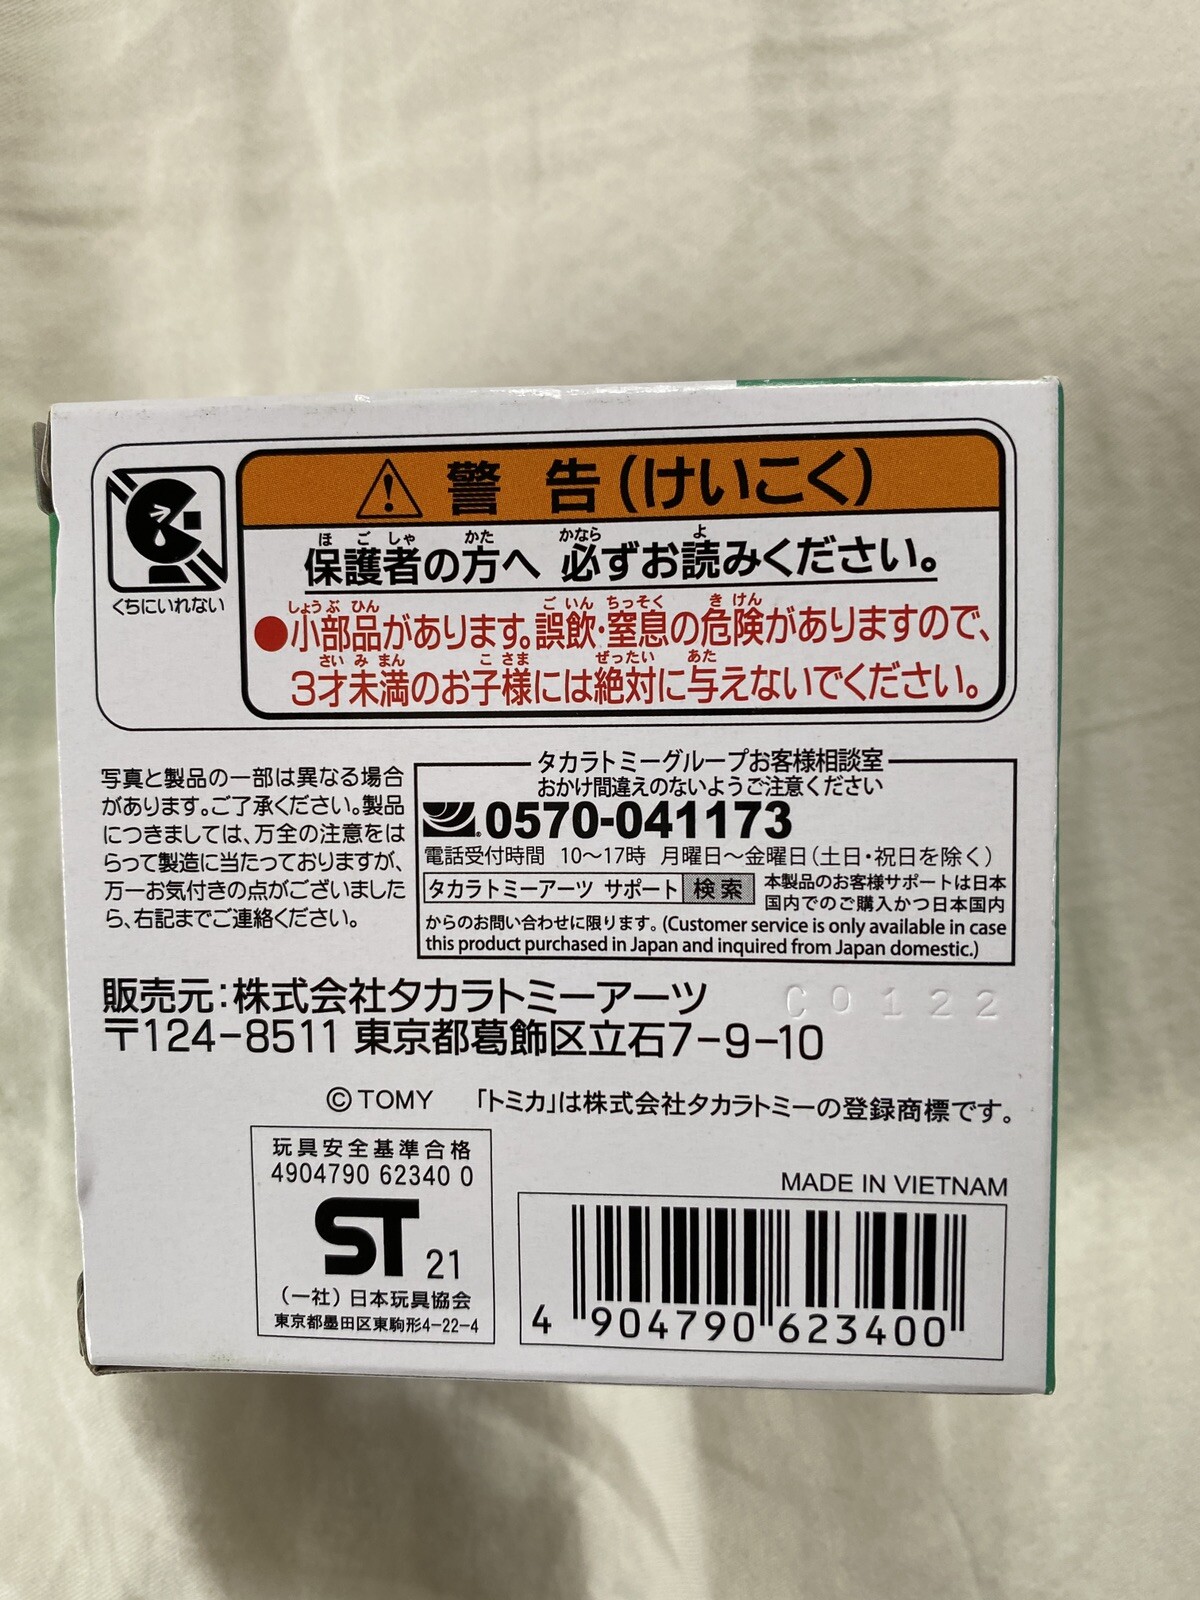 警 告(けいこく)
ほ ご しゃ かた かなら よ
保護者の方へ 必ずお読みください。
くちにいれない
しょうぶ ひん ご いん ちっそく き けん
●小部品があります。誤飲・窒息の危険がありますので、
さい み まん こ さま ぜったい あた
3才未満のお子様には絶対に与えないでください。
写真と製品の一部は異なる場合
があります。ご了承ください。製品
につきましては、万全の注意をは
らって製造に当たっておりますが、
万一お気付きの点がございました
ら、右記までご連絡ください。
タカラトミーグループお客様相談室
おかけ間違えのないようご注意ください
0570-041173
電話受付時間 10〜17時 月曜日〜金曜日(土日・祝日を除く)
タカラトミーアーツ サポート 検索
本製品のお客様サポートは日本
国内でのご購入かつ日本国内
からのお問い合わせに限ります。(Customer service is only available in case
this product purchased in Japan and inquired from Japan domestic.)
販売元:株式会社タカラトミーアーツ
C0122
〒124-8511 東京都葛飾区立石7-9-10
©TOMY 「トミカ」は株式会社タカラトミーの登録商標です。
玩具安全基準合格
4904790 62340 0
ST 21
(一社)日本玩具協会
東京都墨田区東駒形4-22-4
MADE IN VIETNAM
4 904790 623400